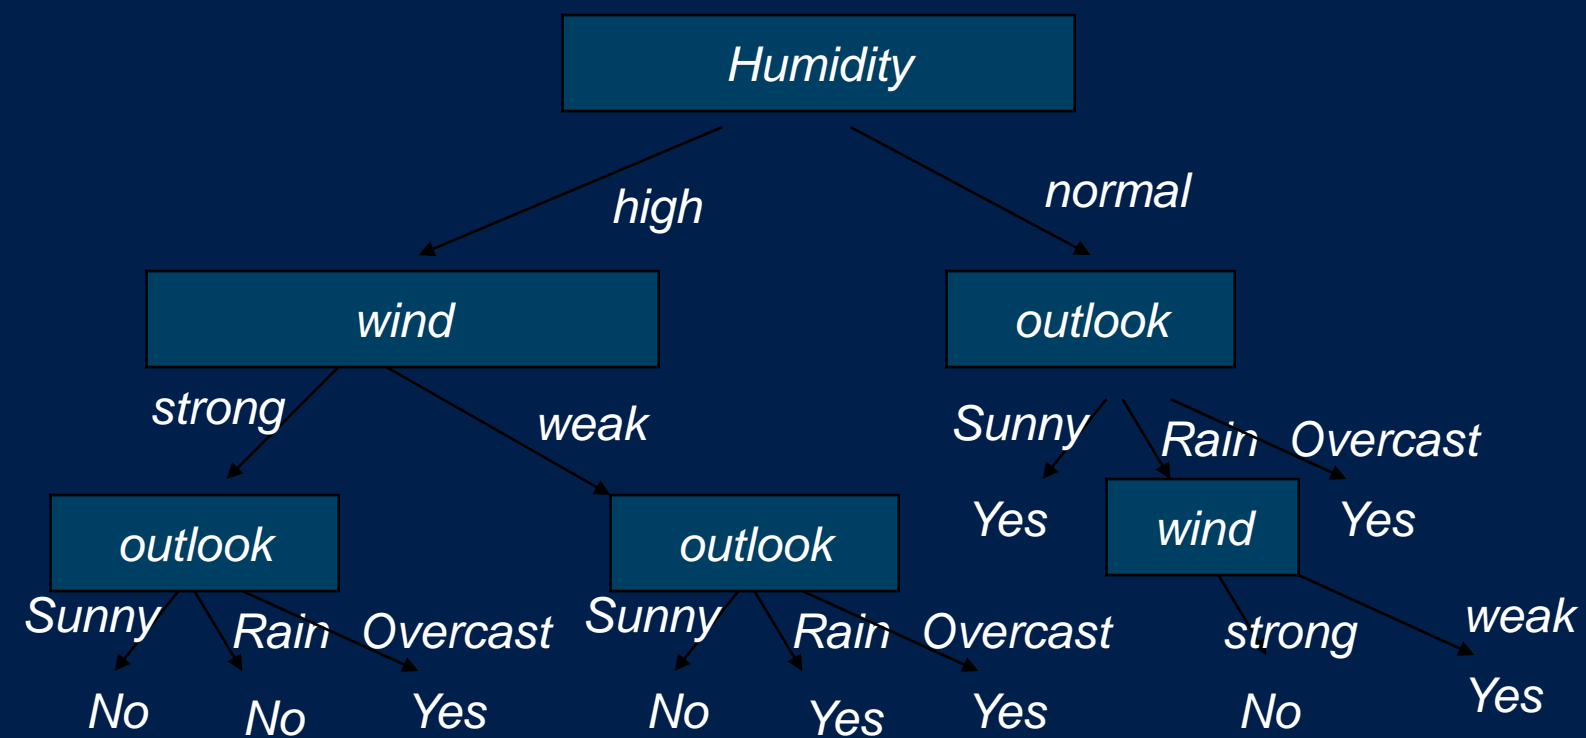 Humidity
high
normal
wind
outlook
strong
weak
Sunny
Rain
Overcast
Yes
wind
Yes
outlook
outlook
Sunny
Rain
Overcast
Sunny
Rain
Overcast
strong
weak
No
No
Yes
No
Yes
Yes
No
Yes